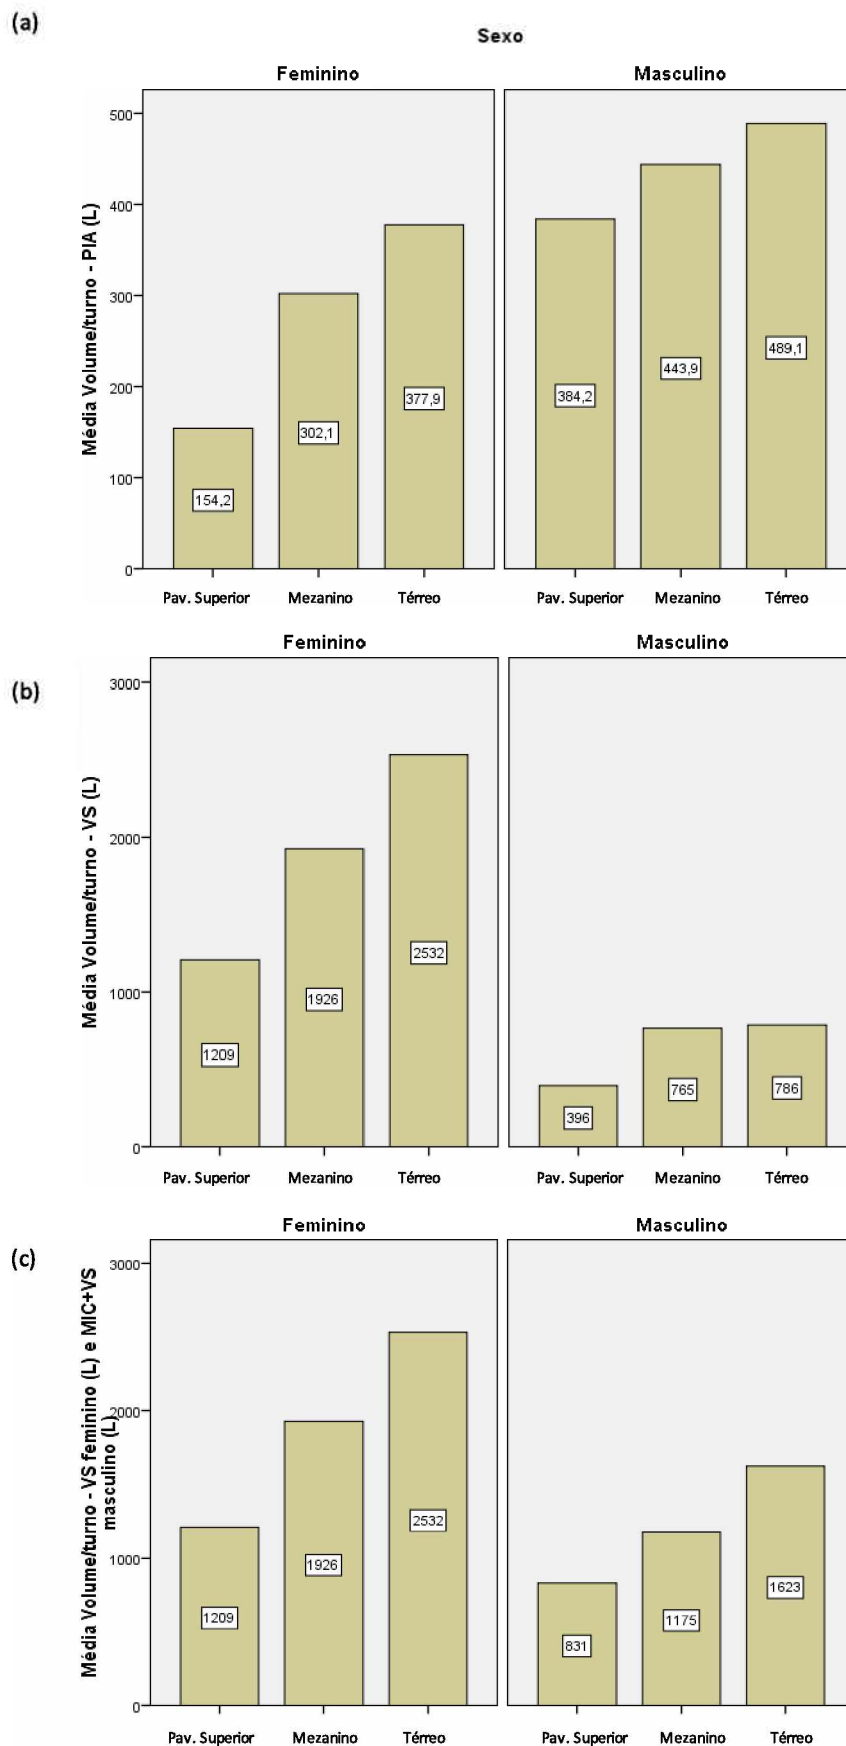 (a)
Sexo
Feminino
Masculino
Média Volume/turno - PIA (L)
500
400
300
200
100
0
154,2
302,1
377,9
384,2
443,9
489,1
Pav. Superior
Mezanino
Térreo
Pav. Superior
Mezanino
Térreo
(b)
Feminino
Masculino
Média Volume/turno - VS (L)
3000
2000
1000
0
1209
1926
2532
396
765
786
Pav. Superior
Mezanino
Térreo
Pav. Superior
Mezanino
Térreo
(c)
Feminino
Masculino
Média Volume/turno - VS feminino (L) e MIC+VS
masculino (L)
3000
2000
1000
0
1209
1926
2532
831
1175
1623
Pav. Superior
Mezanino
Térreo
Pav. Superior
Mezanino
Térreo